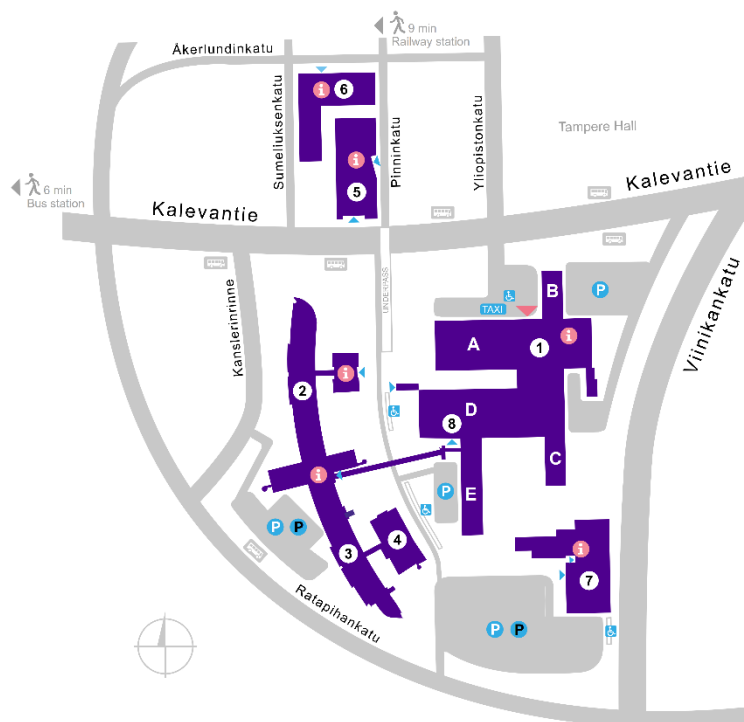 9 min
Railway station
Åkerlundinkatu
6
Sumeliuksenkatu
Pinninkatu
Yliopistonkatu
Tampere Hall
i
i
5
6 min
Bus station
Kalevantie
Kalevantie
Kanslerinrinne
UNDERPASS
TAXI
B
P
A
1
i
Viinikankatu
2
i
D
8
C
i
E
P
P P
3
4
i
7
Ratapihankatu
P P